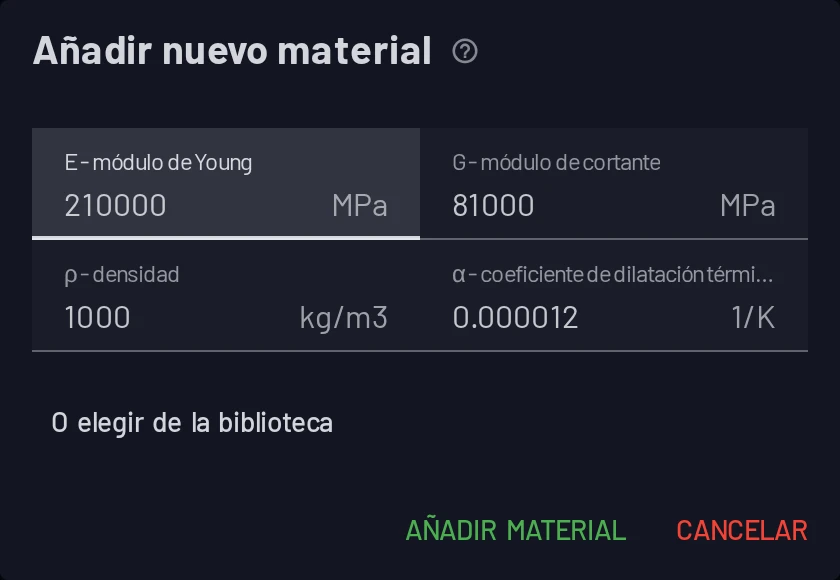 Añadir nuevo material ?
E - módulo de Young
210000 MPa
G - módulo de cortante
81000 MPa
ρ - densidad
1000 kg/m3
α - coeficiente de dilatación térmi...
0.000012 1/K
O elegir de la biblioteca
AÑADIR MATERIAL CANCELAR